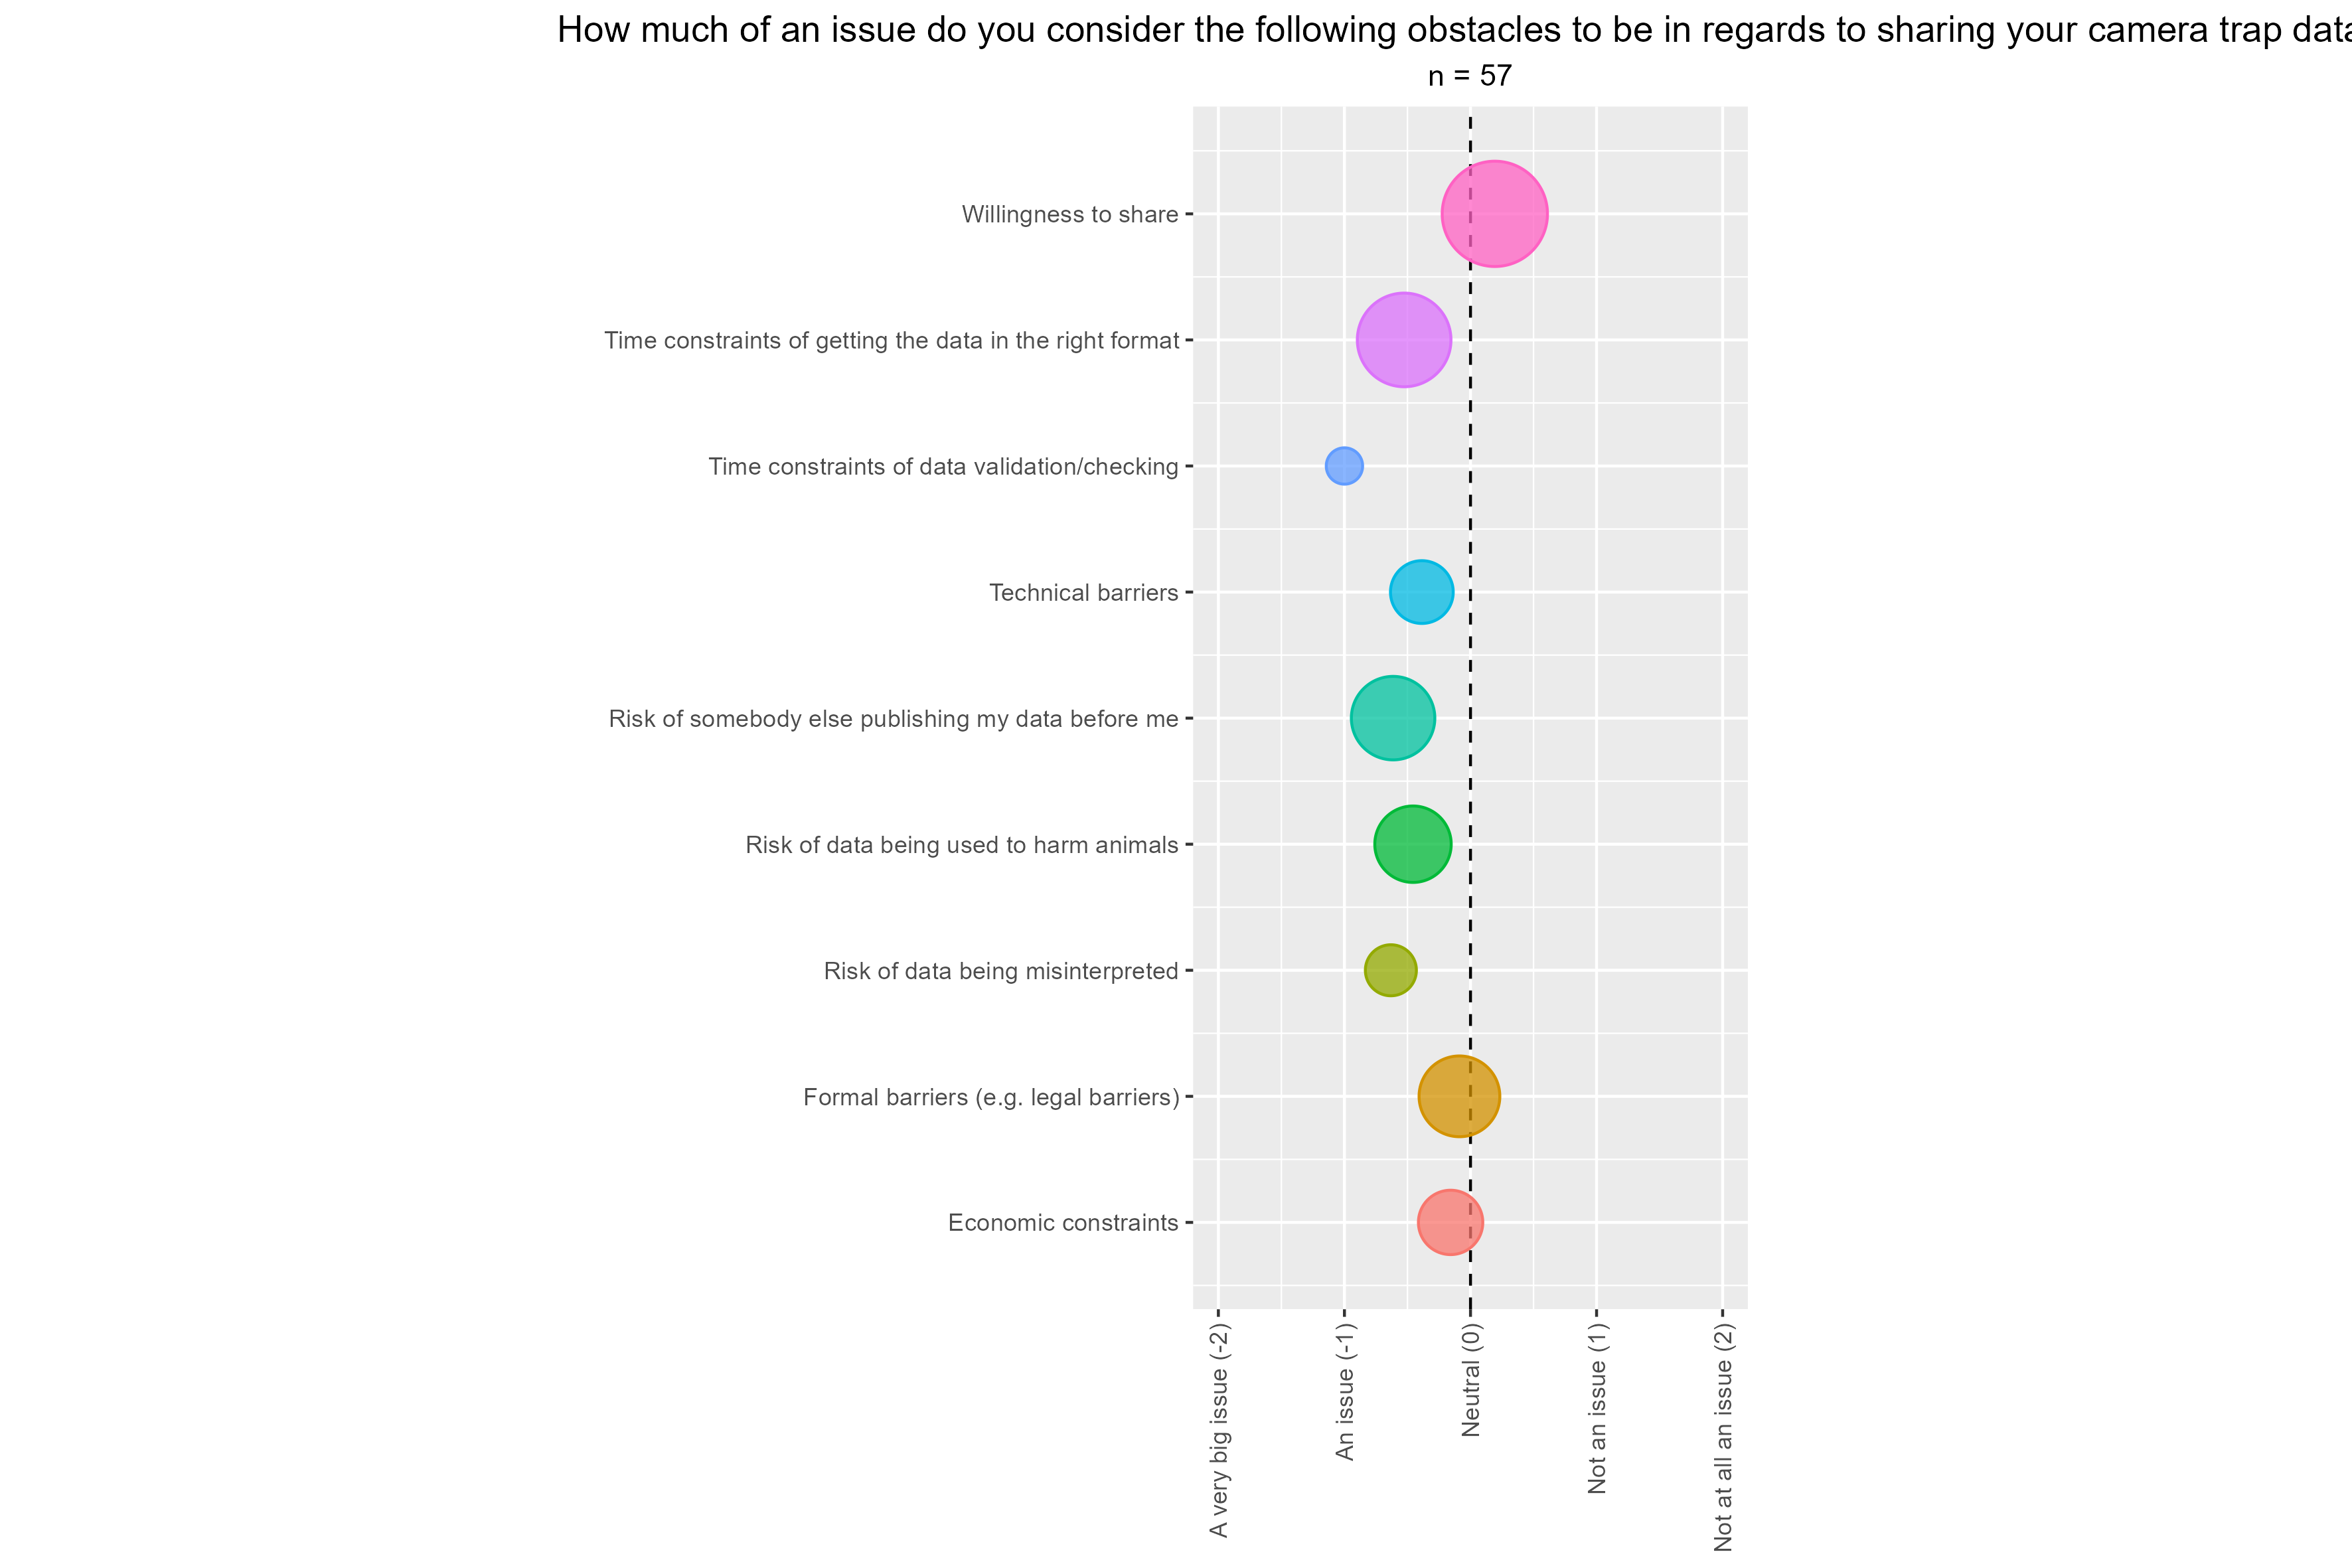 How much of an issue do you consider the following obstacles to be in regards to sharing your camera trap data
n = 57
Willingness to share
Time constraints of getting the data in the right format
Time constraints of data validation/checking
Technical barriers
Risk of somebody else publishing my data before me
Risk of data being used to harm animals
Risk of data being misinterpreted
Formal barriers (e.g. legal barriers)
Economic constraints
A very big issue (-2)
An issue (-1)
Neutral (0)
Not an issue (1)
Not at all an issue (2)